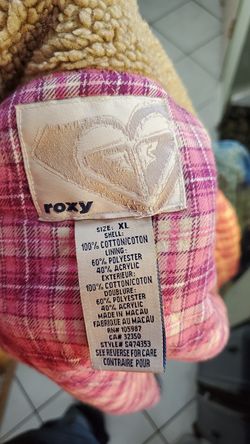 roxy
SIZE: XL
SHELL:
100% COTTON/COTON
LINING:
60% POLYESTER
40% ACRYLIC
EXTERIEUR:
100% COTTON/COTON
DOUBLURE:
60% POLYESTER
40% ACRYLIC
MADE IN MACAU
FABRIQUE AU MACAU
RN# 105987
CA# 32350
STYLE# SA74353
SEE REVERSE FOR CARE
CONTRAIRE POUR